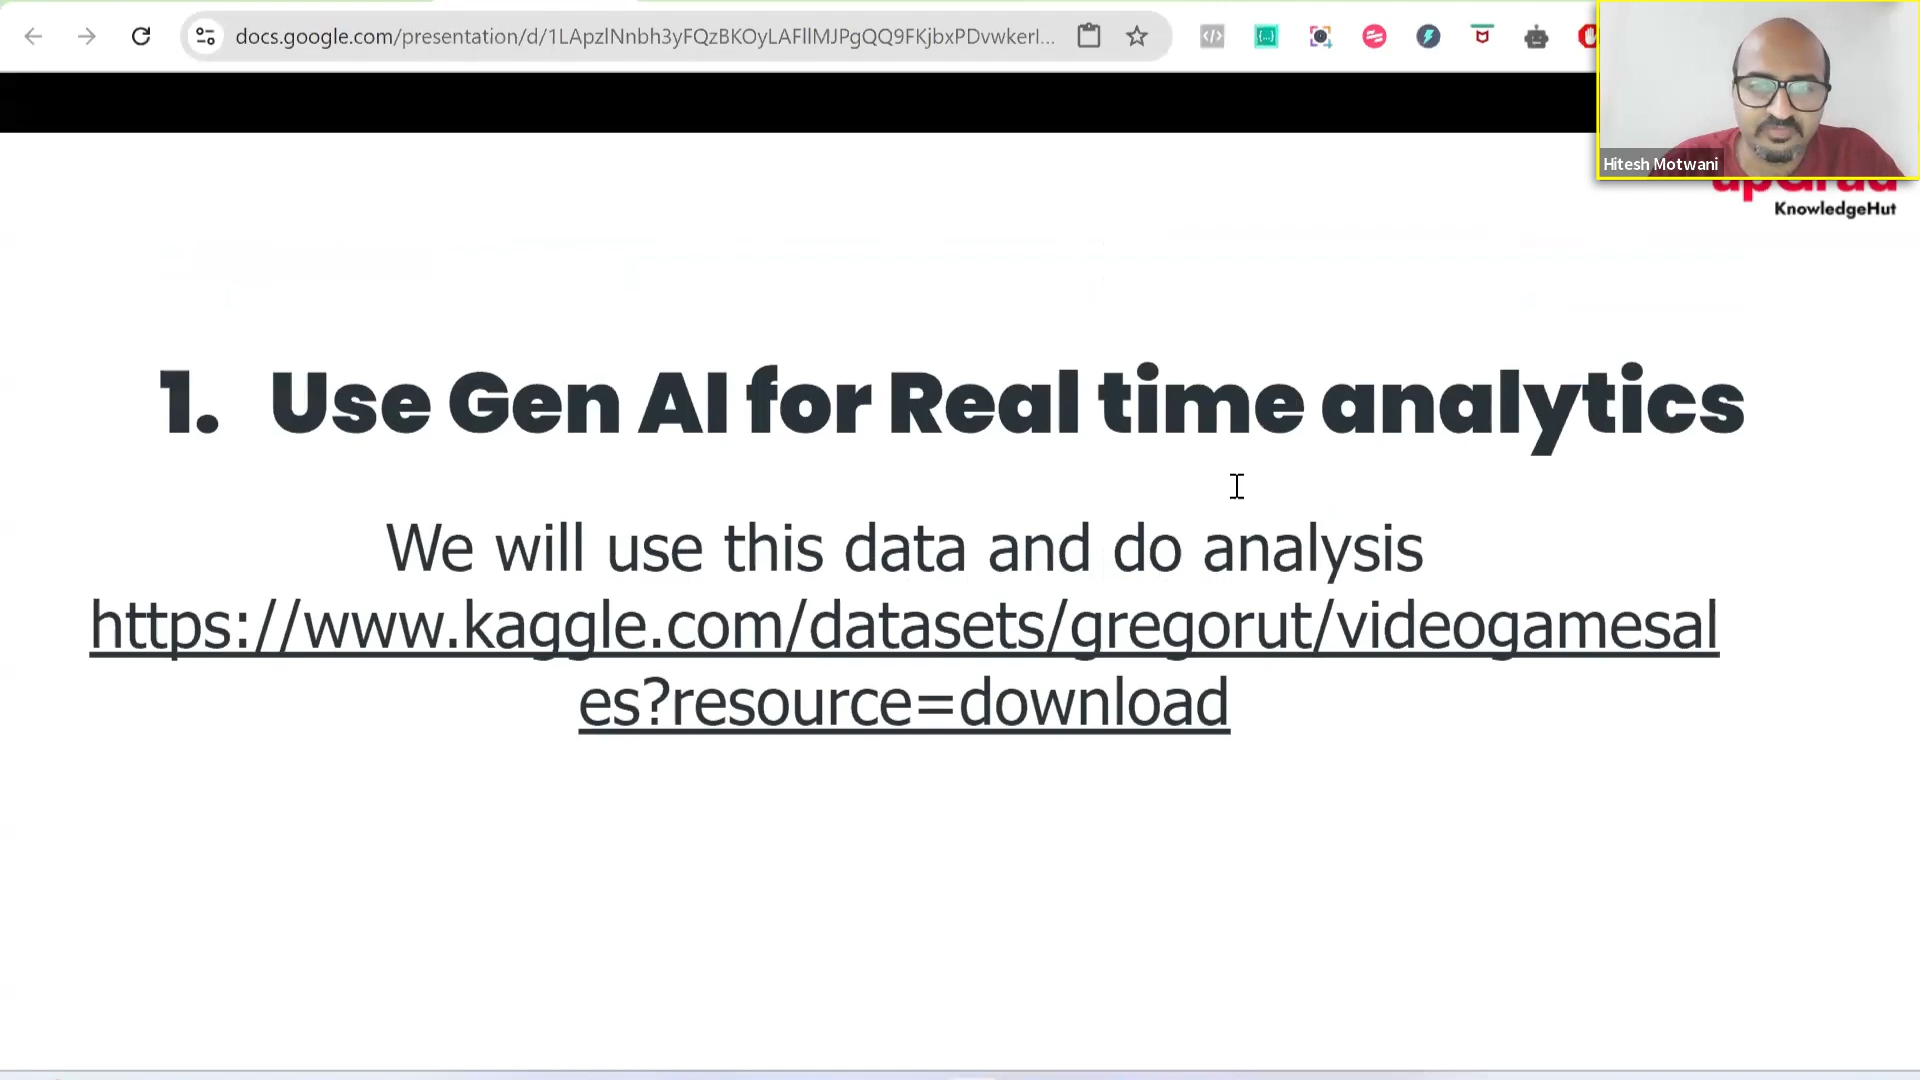 docs.google.com/presentation/d/1LApzlNnbh3yFQzBKOyLAFllMJPgQQ9FKjbxPDvwkerl...
Hitesh Motwani
upGrad
KnowledgeHut
1. Use Gen AI for Real time analytics
We will use this data and do analysis
https://www.kaggle.com/datasets/gregorut/videogamesal
es?resource=download